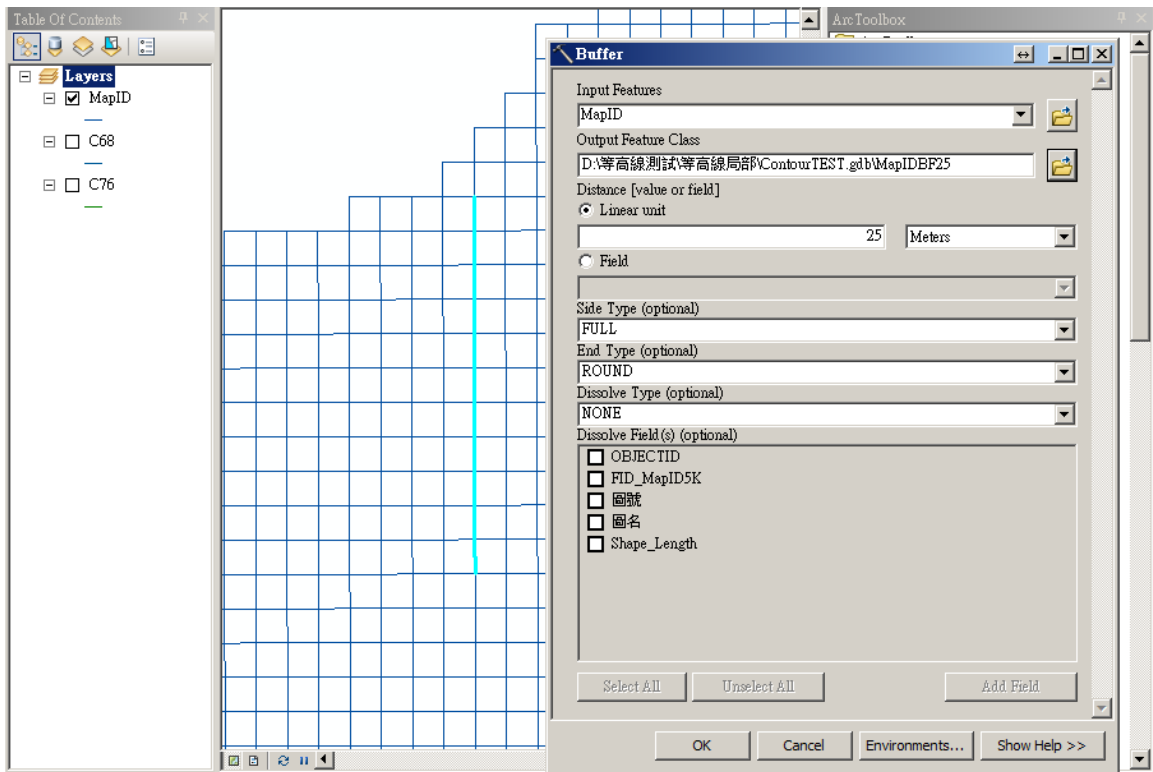 Table Of Contents
Layers
MapID
C68
C76
ArcToolbox
Buffer
Input Features
MapID
Output Feature Class
D:\等高線測試\等高線局部\ContourTEST.gdb\MapIDBF25
Distance [value or field]
Linear unit
25 Meters
Field
Side Type (optional)
FULL
End Type (optional)
ROUND
Dissolve Type (optional)
NONE
Dissolve Field(s) (optional)
OBJECTID
FID_MapID5K
圖號
圖名
Shape_Length
Select All Unselect All Add Field
OK Cancel Environments... Show Help >>